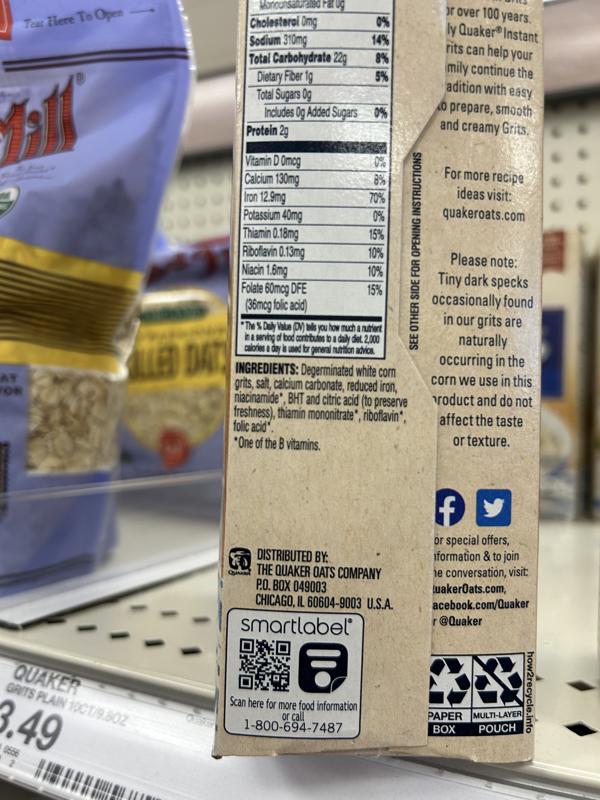 Tear Here To Open
Mill
LLED OATS
Monounsaturated Fat 0g
Cholesterol 0mg 0%
Sodium 310mg 14%
Total Carbohydrate 22g 8%
Dietary Fiber 1g 5%
Total Sugars 0g
Includes 0g Added Sugars 0%
Protein 2g
Vitamin D 0mcg 0%
Calcium 130mg 8%
Iron 12.9mg 70%
Potassium 40mg 0%
Thiamin 0.18mg 15%
Riboflavin 0.13mg 10%
Niacin 1.6mg 10%
Folate 60mcg DFE 15%
(36mcg folic acid)
*The % Daily Value (DV) tells you how much a nutrient
in a serving of food contributes to a daily diet. 2,000
calories a day is used for general nutrition advice.
INGREDIENTS: Degerminated white corn
grits, salt, calcium carbonate, reduced iron,
niacinamide*, BHT and citric acid (to preserve
freshness), thiamin mononitrate*, riboflavin*,
folic acid*.
*One of the B vitamins.
QUAKER
DISTRIBUTED BY:
THE QUAKER OATS COMPANY
P.O. BOX 049003
CHICAGO, IL 60604-9003 U.S.A.
smartlabel®
Scan here for more food information
or call
1-800-694-7487
SEE OTHER SIDE FOR OPENING INSTRUCTIONS
or over 100 years.
ly Quaker® Instant
rits can help your
mily continue the
adition with easy
to prepare, smooth
and creamy Grits.
For more recipe
ideas visit:
quakeroats.com
Please note:
Tiny dark specks
occasionally found
in our grits are
naturally
occurring in the
corn we use in this
product and do not
affect the taste
or texture.
or special offers,
nformation & to join
he conversation, visit:
uakerOats.com,
acebook.com/Quaker
r @Quaker
PAPER
BOX
MULTI-LAYER
POUCH
how2recycle.info
QUAKER
GRITS PLAIN 10CT/9.8OZ
3.49